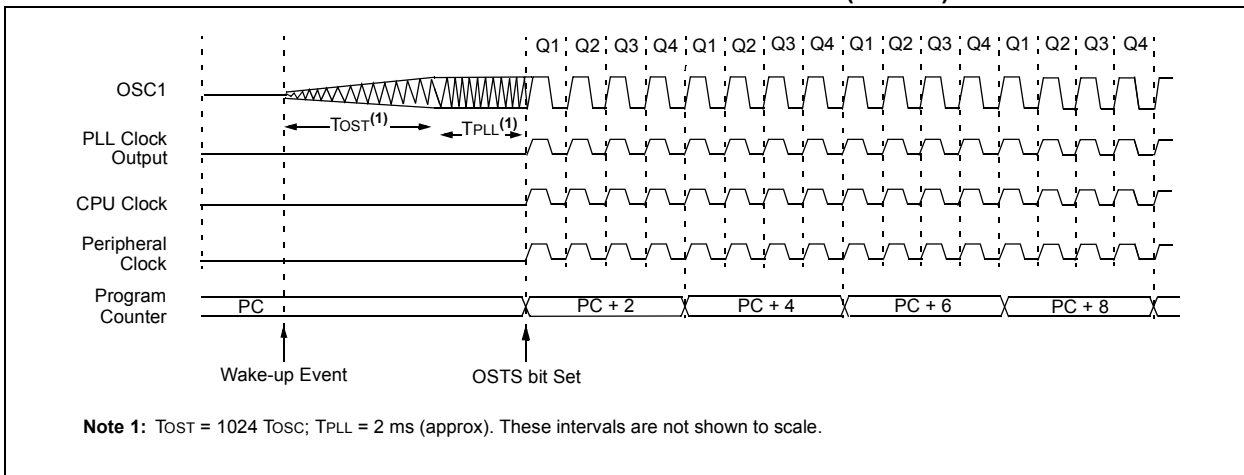 Q1 Q2 Q3 Q4 Q1 Q2 Q3 Q4 Q1 Q2 Q3 Q4 Q1 Q2 Q3 Q4
OSC1
TOST(1)
TPLL(1)
PLL Clock
Output
CPU Clock
Peripheral
Clock
Program
Counter
PC
PC + 2
PC + 4
PC + 6
PC + 8
Wake-up Event
OSTS bit Set
Note 1: TOST = 1024 TOSC; TPLL = 2 ms (approx). These intervals are not shown to scale.